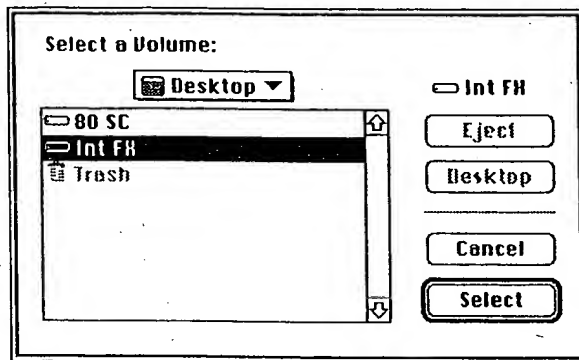 Select a Volume:
Desktop
Int FX
80 SC
Int FX
Trash
Eject
Desktop
Cancel
Select